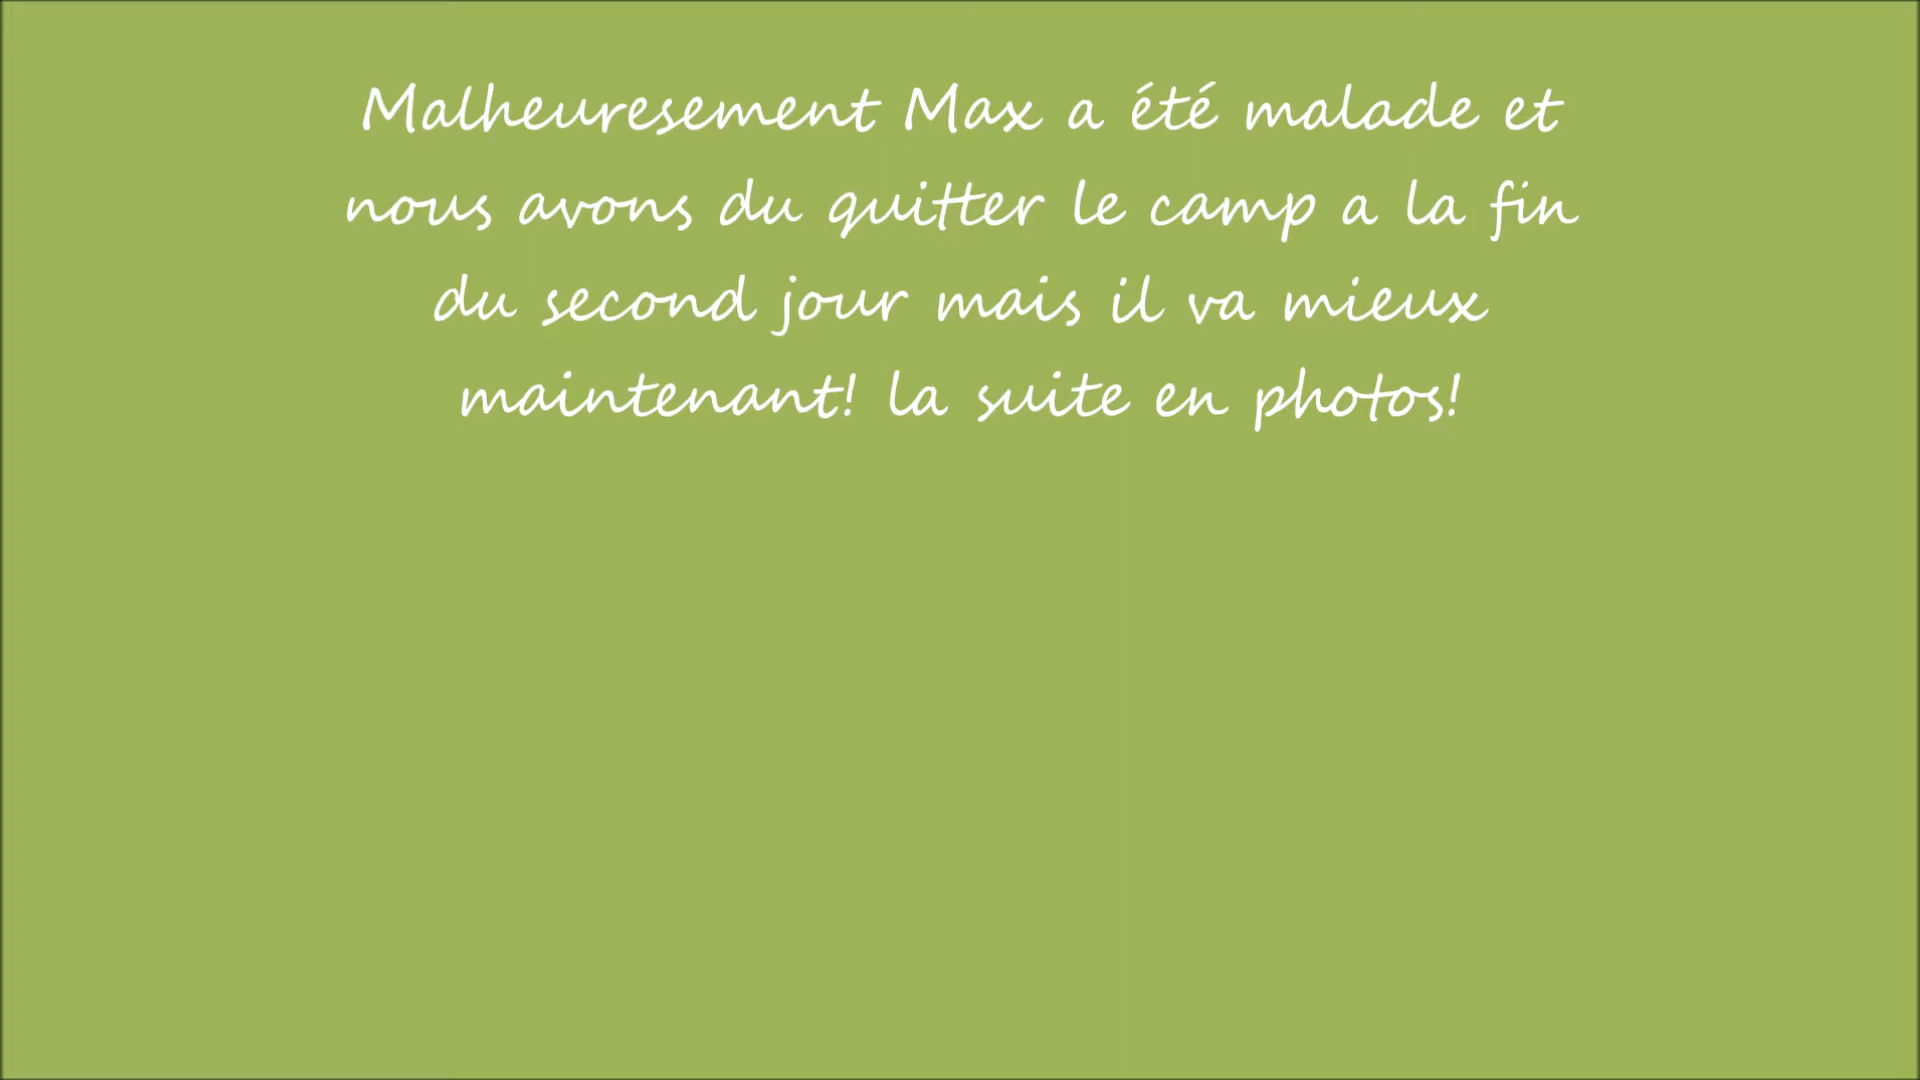 Malheuresement Max a été malade et
nous avons du quitter le camp a la fin
du second jour mais il va mieux
maintenant! la suite en photos!